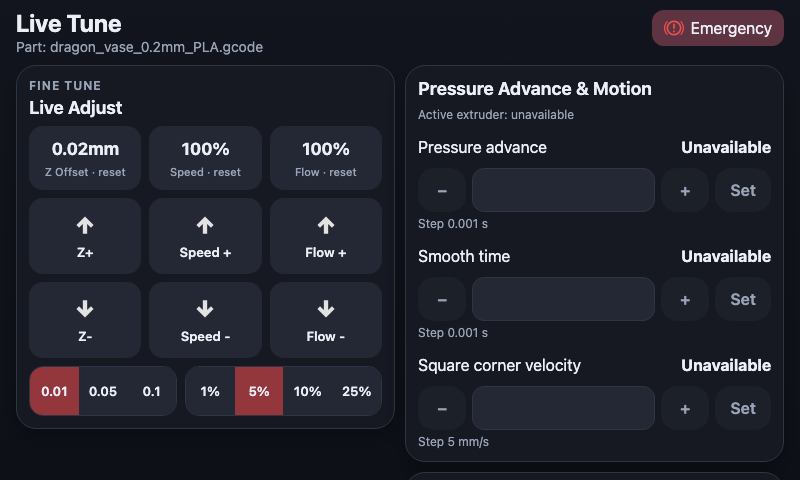 Live Tune
Part: dragon_vase_0.2mm_PLA.gcode
Emergency
FINE TUNE
Live Adjust
0.02mm
Z Offset · reset
100%
Speed · reset
100%
Flow · reset
Z+
Speed +
Flow +
Z-
Speed -
Flow -
0.01 0.05 0.1
1% 5% 10% 25%
Pressure Advance & Motion
Active extruder: unavailable
Pressure advance Unavailable
− + Set
Step 0.001 s
Smooth time Unavailable
− + Set
Step 0.001 s
Square corner velocity Unavailable
− + Set
Step 5 mm/s